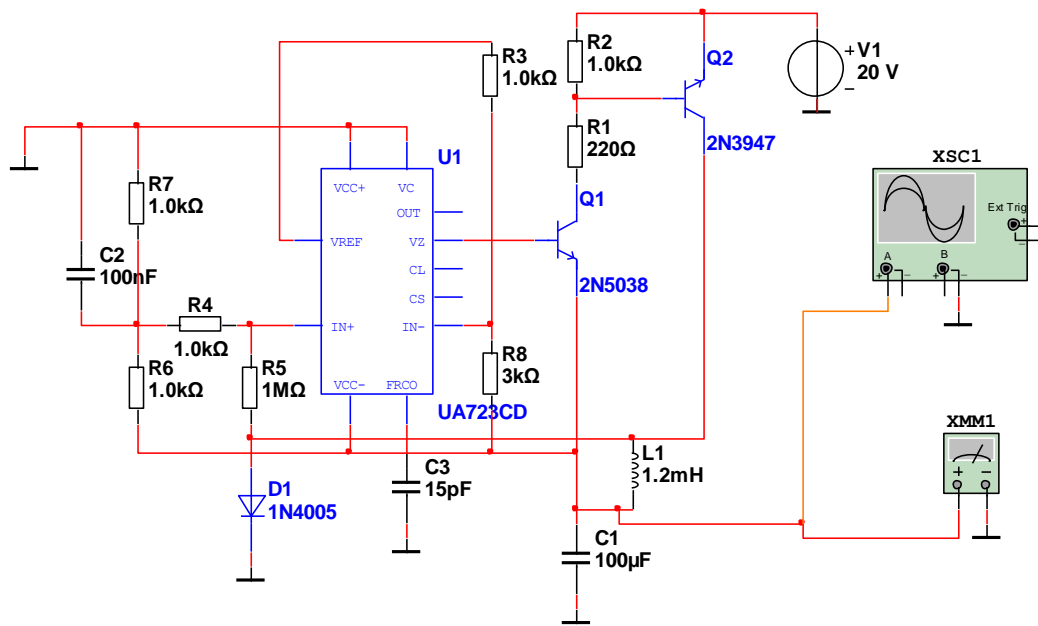 R3
1.0kΩ
R2
1.0kΩ
Q2
V1
20 V
+
−
2N3947
U1
R1
220Ω
XSC1
Ext Trig
+
−
A
B
+ −
+ −
R7
1.0kΩ
VCC+
VC
OUT
VREF
VZ
CL
CS
IN+
IN-
VCC-
FRCO
UA723CD
Q1
2N5038
C2
100nF
R4
1.0kΩ
R6
1.0kΩ
R5
1MΩ
R8
3kΩ
XMM1
+ −
L1
1.2mH
C3
15pF
D1
1N4005
C1
100µF